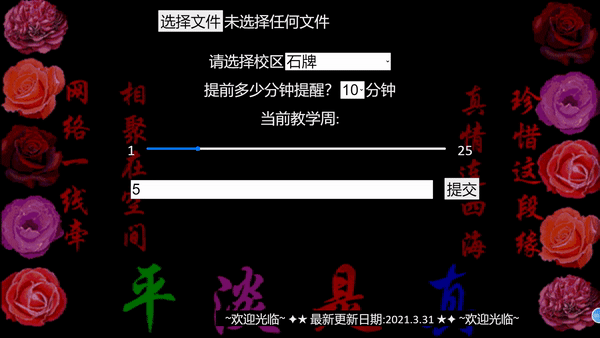 选择文件 未选择任何文件
请选择校区 石牌
提前多少分钟提醒? 10 分钟
当前教学周:
1 25
5 提交
网络一线牵
相聚在空间
真情连四海
珍惜这段缘
平淡是真
~欢迎光临~ ✦★ 最新更新日期:2021.3.31 ★✦ ~欢迎光临~